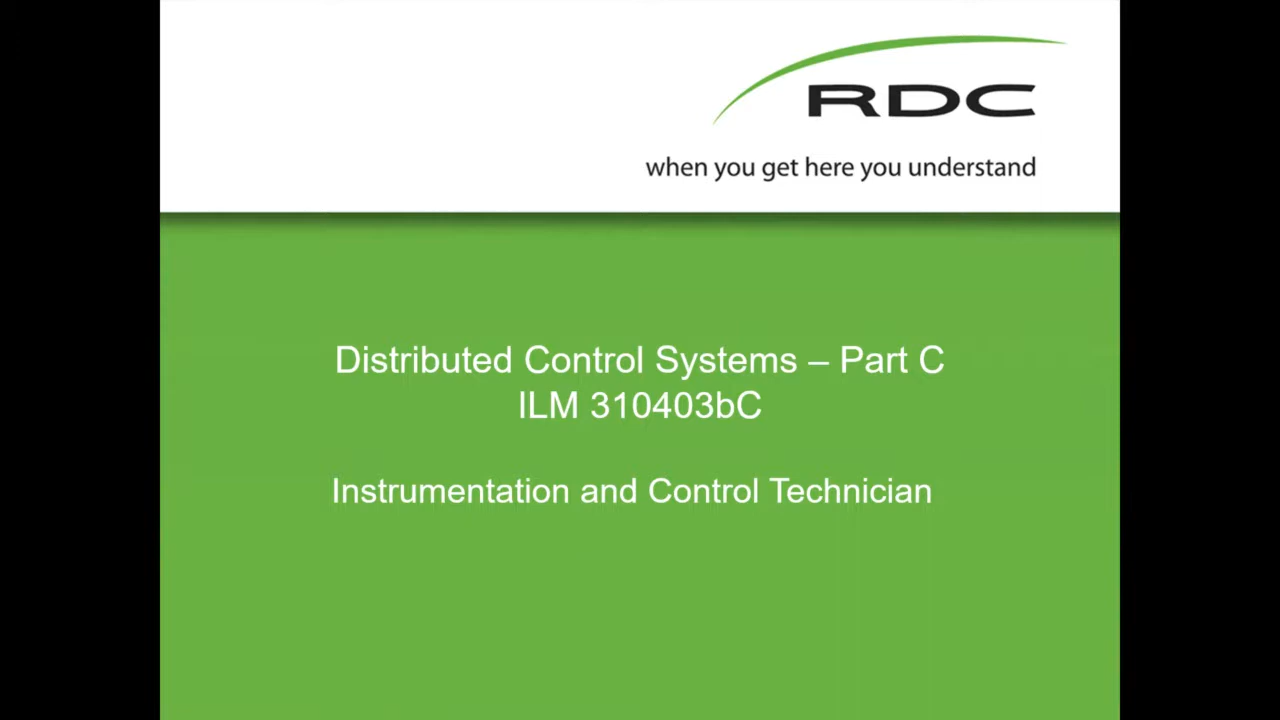 RDC
when you get here you understand
Distributed Control Systems – Part C
ILM 310403bC
Instrumentation and Control Technician